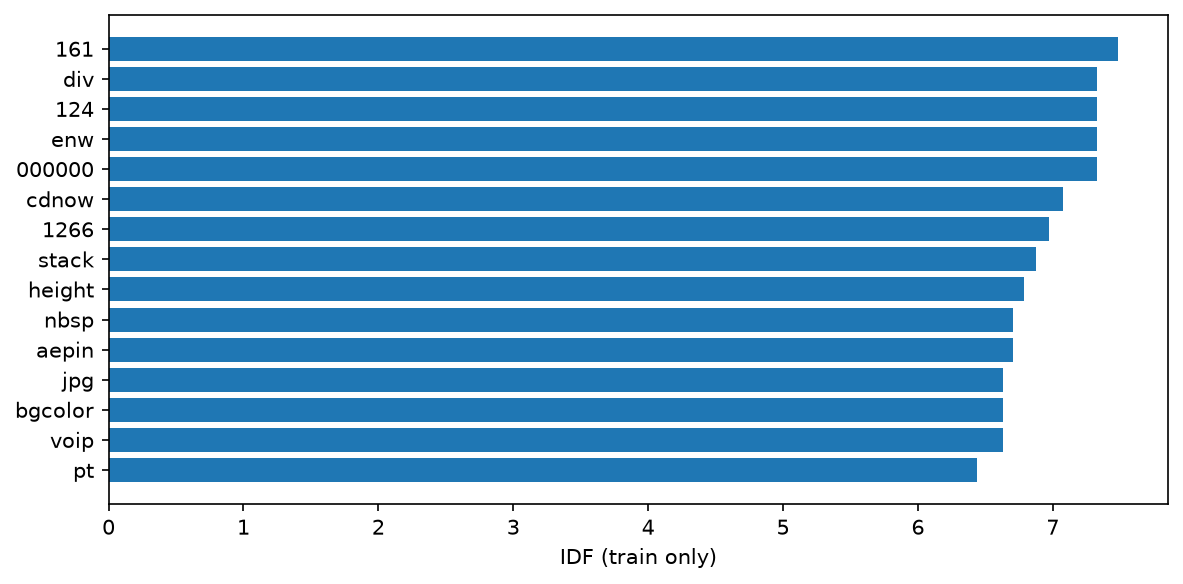 161
div
124
enw
000000
cdnow
1266
stack
height
nbsp
aepin
jpg
bgcolor
voip
pt
0 1 2 3 4 5 6 7
IDF (train only)